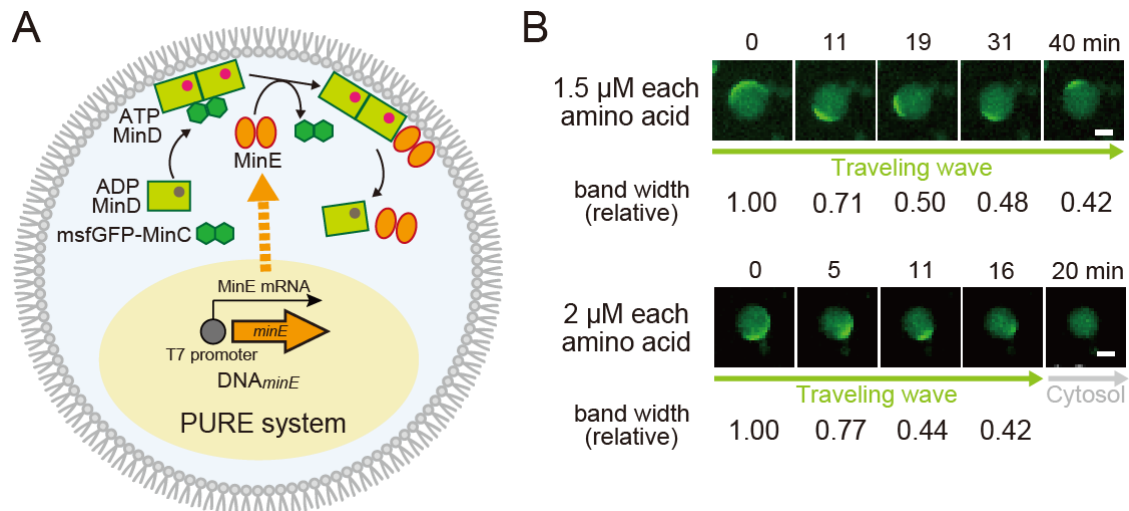 A
ATP
MinD
MinE
ADP
MinD
msfGFP-MinC
MinE mRNA
minE
T7 promoter
DNAminE
PURE system
B
0 11 19 31 40 min
1.5 µM each
amino acid
Traveling wave
band width
(relative)
1.00 0.71 0.50 0.48 0.42
0 5 11 16 20 min
2 µM each
amino acid
Traveling wave Cytosol
band width
(relative)
1.00 0.77 0.44 0.42